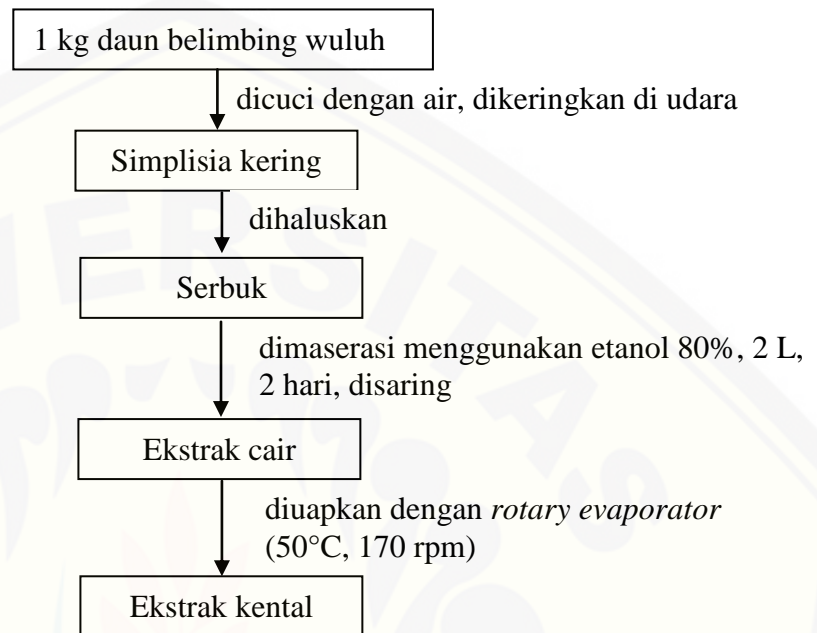 1 kg daun belimbing wuluh
dicuci dengan air, dikeringkan di udara
Simplisia kering
dihaluskan
Serbuk
dimaserasi menggunakan etanol 80%, 2 L,
2 hari, disaring
Ekstrak cair
diuapkan dengan rotary evaporator
(50°C, 170 rpm)
Ekstrak kental